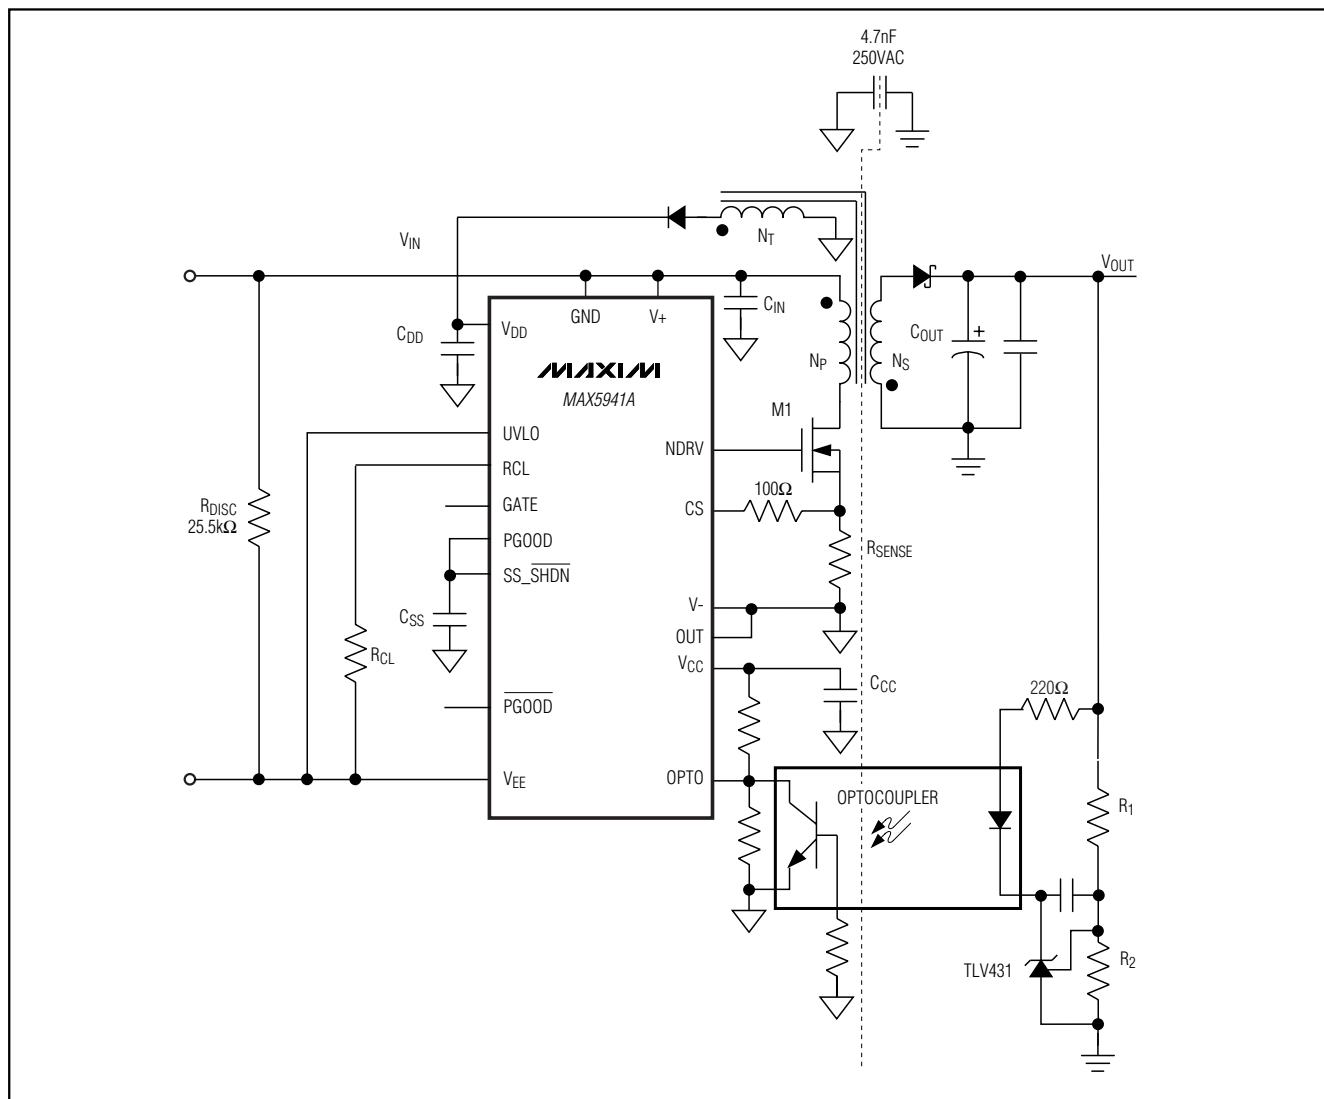 4.7nF
250VAC
V_IN
N_T
V_OUT
GND
V+
C_IN
C_DD
V_DD
MAXIM
MAX5941A
N_P
N_S
C_OUT
+
M1
UVLO
RCL
NDRV
R_DISC
25.5kΩ
GATE
CS
100Ω
PGOOD
SS_S̅H̅D̅N̅
R_SENSE
C_SS
V-
OUT
R_CL
V_CC
C_CC
220Ω
P̅G̅O̅O̅D̅
V_EE
OPTO
OPTOCOUPLER
R_1
TLV431
R_2